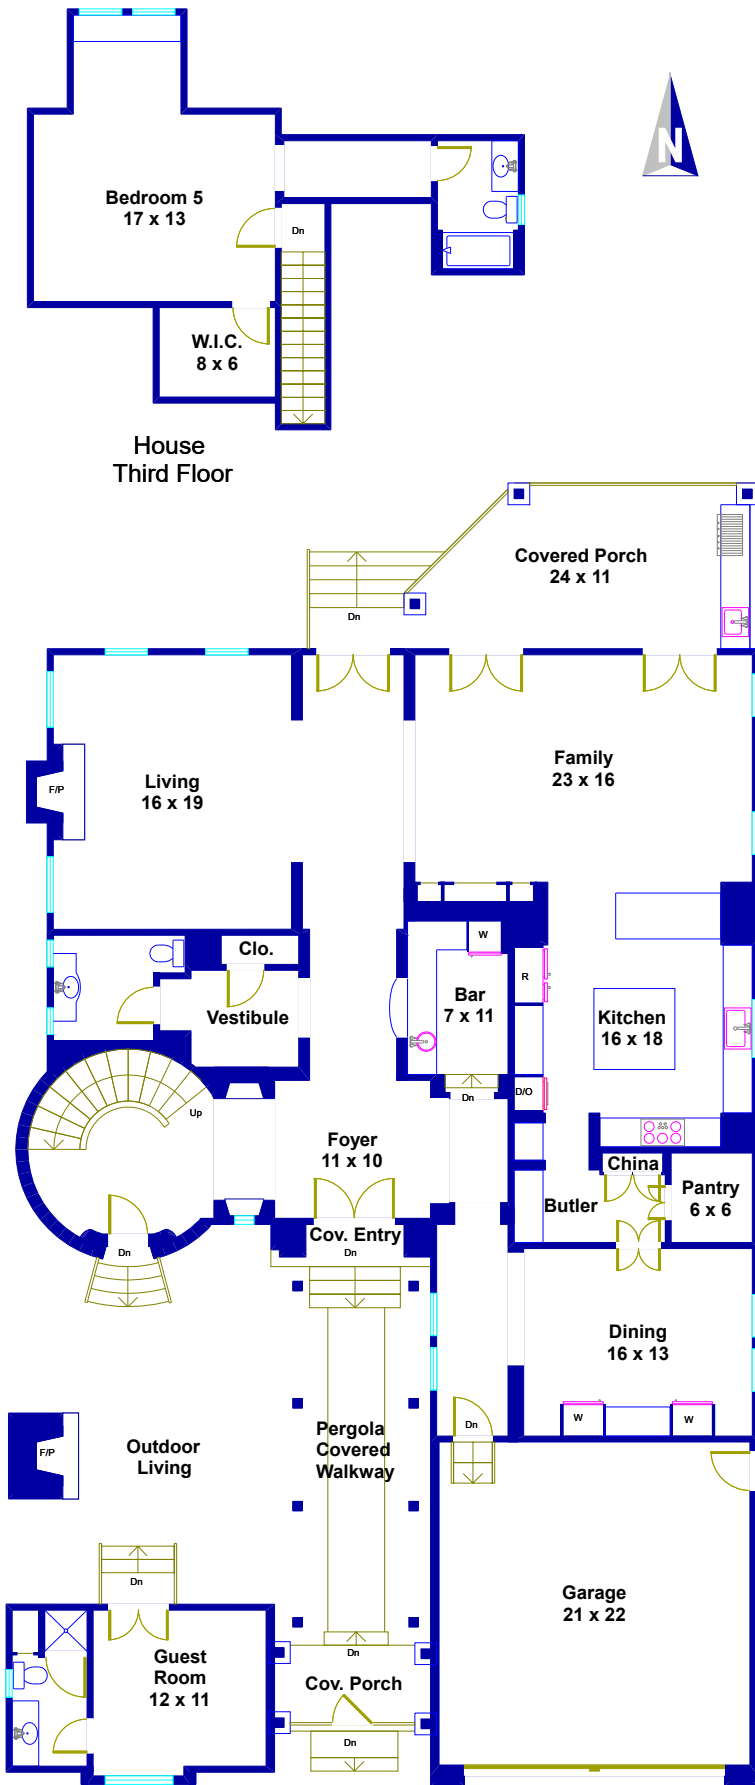 N
Bedroom 5
17 x 13
Dn
W.I.C.
8 x 6
House
Third Floor
Covered Porch
24 x 11
Dn
Living
16 x 19
F/P
Family
23 x 16
Clo.
W
Bar
7 x 11
R
Vestibule
Kitchen
16 x 18
D/O
Dn
Up
Foyer
11 x 10
China
Butler
Pantry
6 x 6
Cov. Entry
Dn
Dn
Dining
16 x 13
W
W
Dn
Pergola
Covered
Walkway
Outdoor
Living
F/P
Dn
Garage
21 x 22
Guest
Room
12 x 11
Dn
Cov. Porch
Dn